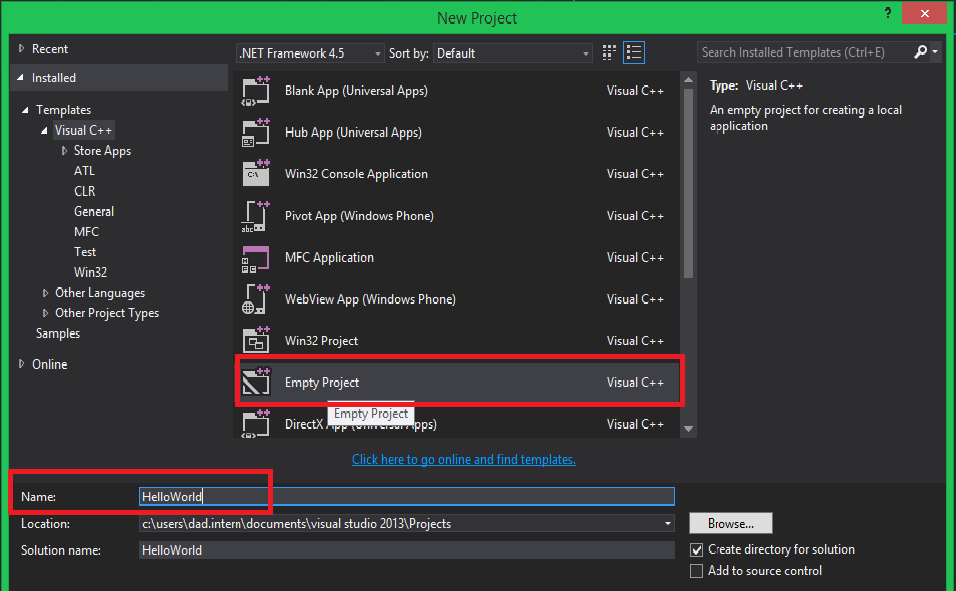 New Project
?
Recent
.NET Framework 4.5
Sort by: Default
Search Installed Templates (Ctrl+E)
Installed
Templates
Visual C++
Store Apps
ATL
CLR
General
MFC
Test
Win32
Other Languages
Other Project Types
Samples
Online
Blank App (Universal Apps) Visual C++
Hub App (Universal Apps) Visual C++
Win32 Console Application Visual C++
Pivot App (Windows Phone) Visual C++
MFC Application Visual C++
WebView App (Windows Phone) Visual C++
Win32 Project Visual C++
Empty Project Visual C++
Empty Project
DirectX App (Universal Apps) Visual C++
Type: Visual C++
An empty project for creating a local
application
Click here to go online and find templates.
Name: HelloWorld
Location: c:\users\dad.intern\documents\visual studio 2013\Projects
Browse...
Solution name: HelloWorld
Create directory for solution
Add to source control